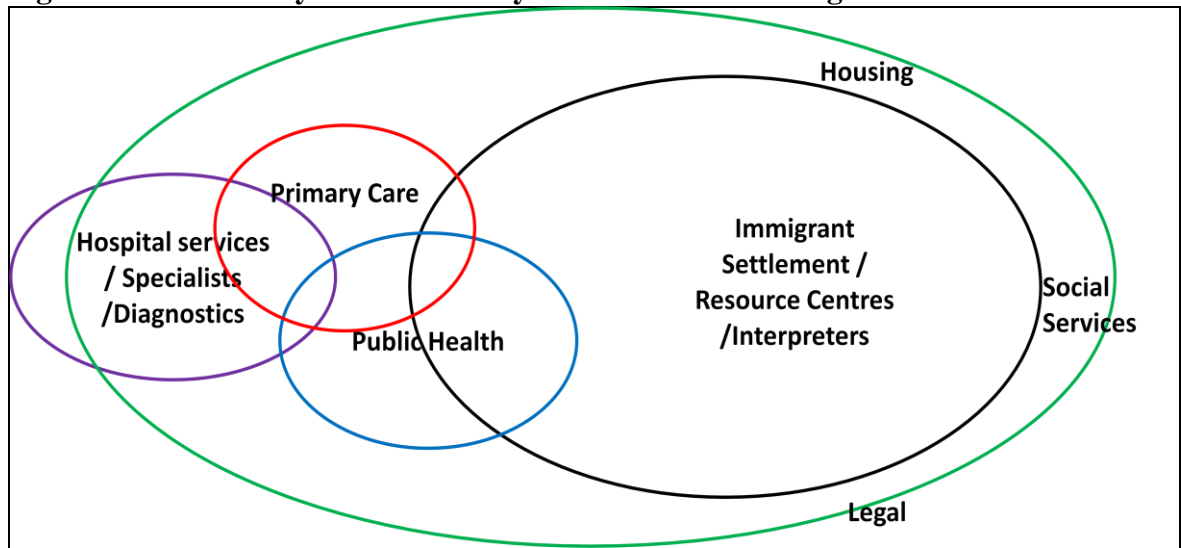 Housing
Primary Care
Hospital services
/ Specialists
/Diagnostics
Immigrant
Settlement /
Resource Centres
/Interpreters
Social
Services
Public Health
Legal